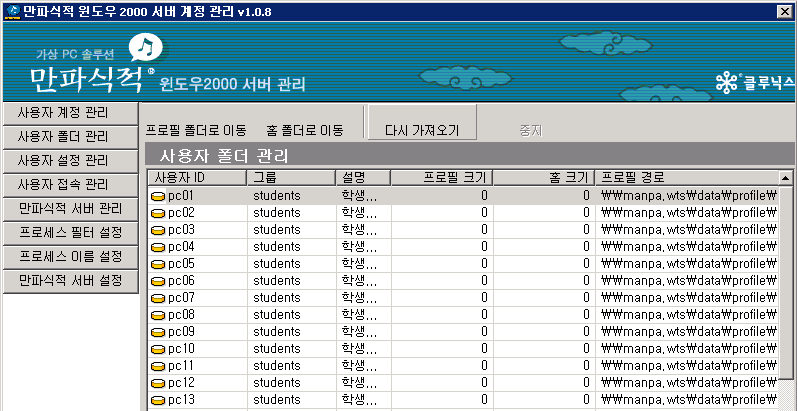 만파식적 윈도우 2000 서버 계정 관리 v1.0.8
가상 PC 솔루션
만파식적® 윈도우2000 서버 관리
클루닉스
사용자 계정 관리
사용자 폴더 관리
사용자 설정 관리
사용자 접속 관리
만파식적 서버 관리
프로세스 필터 설정
프로세스 이름 설정
만파식적 서버 설정
프로필 폴더로 이동 홈 폴더로 이동 다시 가져오기 중지
사용자 폴더 관리
사용자 ID 그룹 설명 프로필 크기 홈 크기 프로필 경로
pc01 students 학생... 0 0 ₩₩manpa.wts₩data₩profile₩
pc02 students 학생... 0 0 ₩₩manpa.wts₩data₩profile₩
pc03 students 학생... 0 0 ₩₩manpa.wts₩data₩profile₩
pc04 students 학생... 0 0 ₩₩manpa.wts₩data₩profile₩
pc05 students 학생... 0 0 ₩₩manpa.wts₩data₩profile₩
pc06 students 학생... 0 0 ₩₩manpa.wts₩data₩profile₩
pc07 students 학생... 0 0 ₩₩manpa.wts₩data₩profile₩
pc08 students 학생... 0 0 ₩₩manpa.wts₩data₩profile₩
pc09 students 학생... 0 0 ₩₩manpa.wts₩data₩profile₩
pc10 students 학생... 0 0 ₩₩manpa.wts₩data₩profile₩
pc11 students 학생... 0 0 ₩₩manpa.wts₩data₩profile₩
pc12 students 학생... 0 0 ₩₩manpa.wts₩data₩profile₩
pc13 students 학생... 0 0 ₩₩manpa.wts₩data₩profile₩